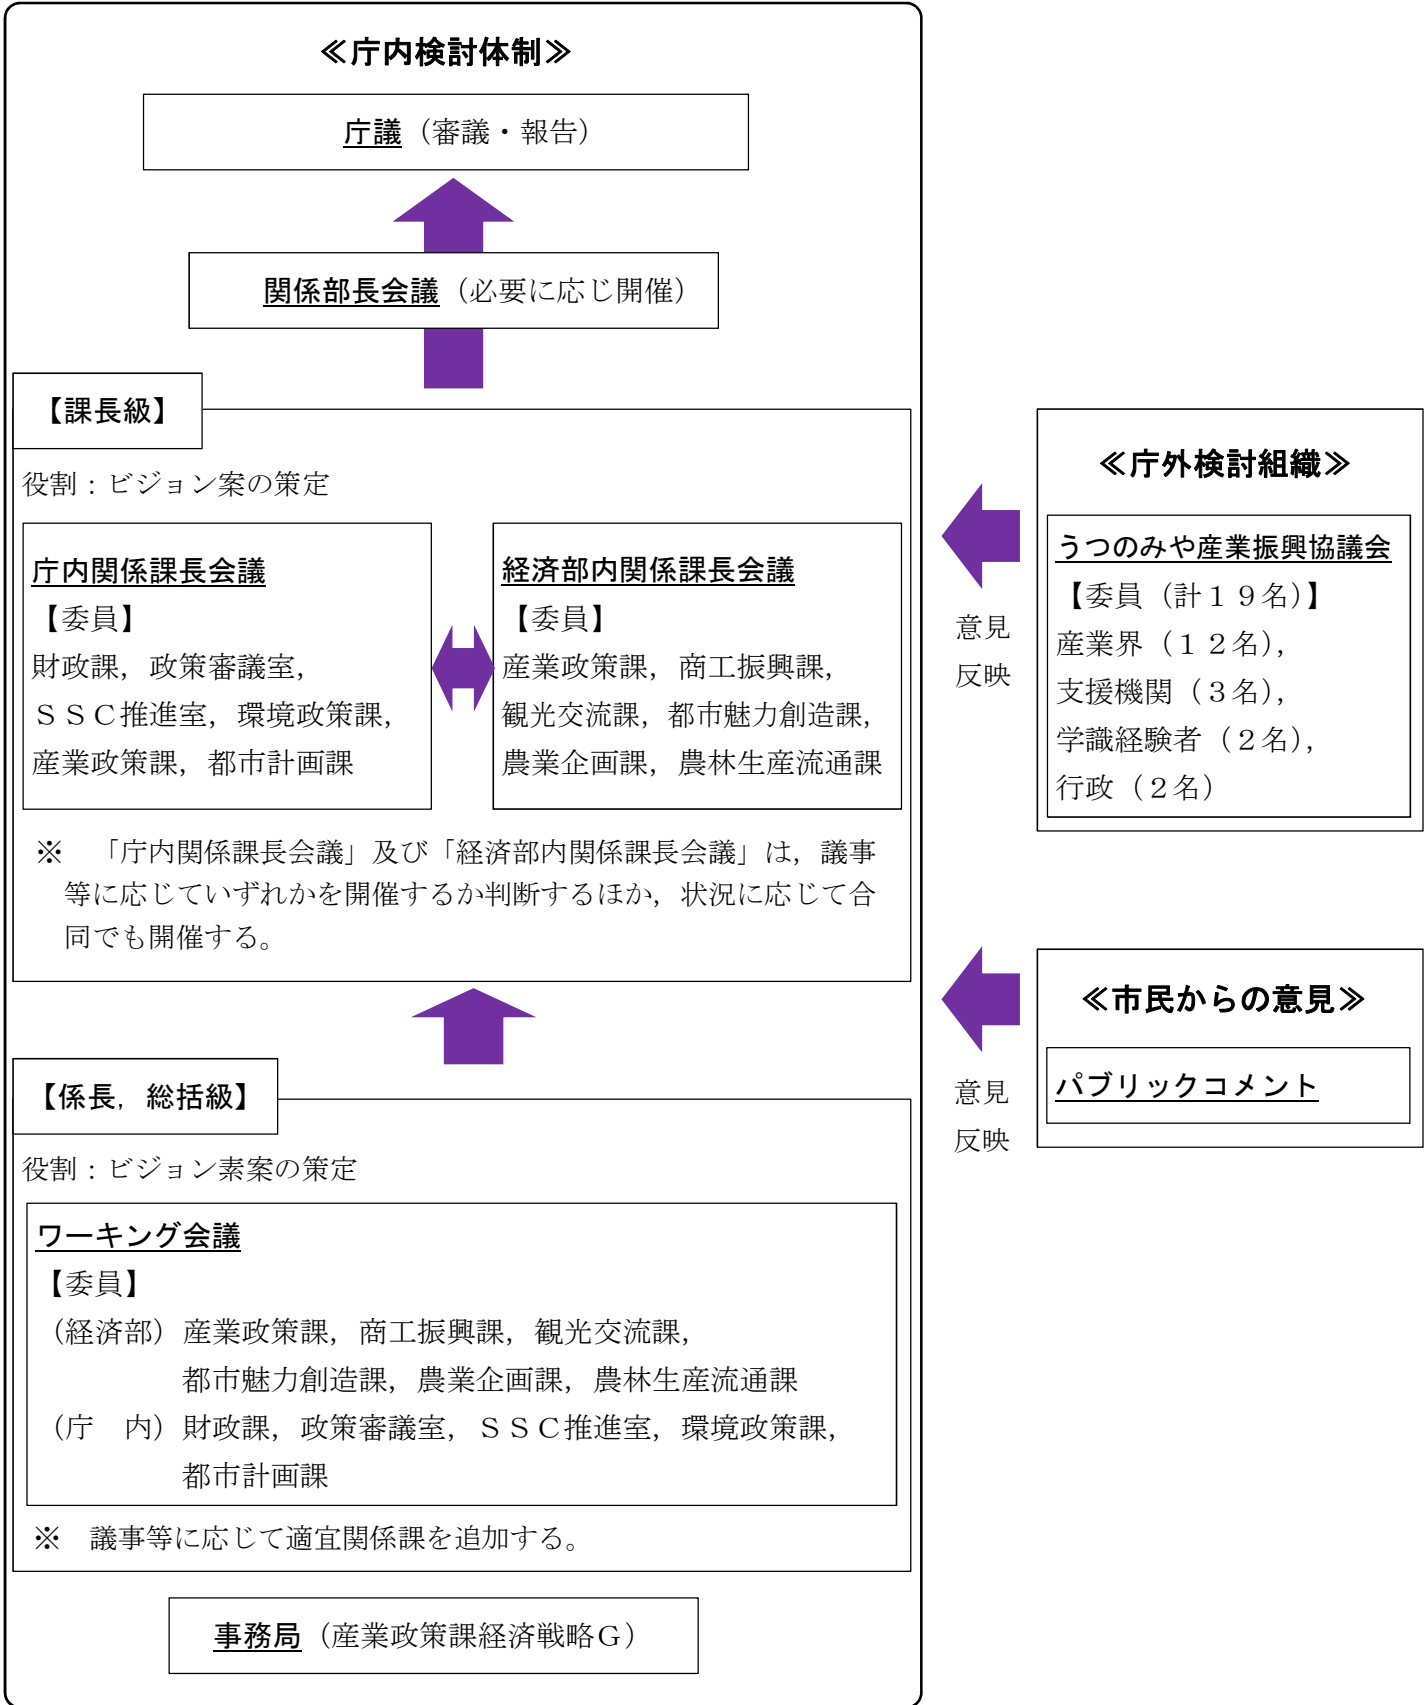 ≪庁内検討体制≫
庁議（審議・報告）
関係部長会議（必要に応じ開催）
【課長級】
役割：ビジョン案の策定
庁内関係課長会議
【委員】
財政課，政策審議室，
ＳＳＣ推進室，環境政策課，
産業政策課，都市計画課
経済部内関係課長会議
【委員】
産業政策課，商工振興課，
観光交流課，都市魅力創造課，
農業企画課，農林生産流通課
※　「庁内関係課長会議」及び「経済部内関係課長会議」は，議事
等に応じていずれかを開催するか判断するほか，状況に応じて合
同でも開催する。
【係長，総括級】
役割：ビジョン素案の策定
ワーキング会議
【委員】
（経済部）産業政策課，商工振興課，観光交流課，
都市魅力創造課，農業企画課，農林生産流通課
（庁　内）財政課，政策審議室，ＳＳＣ推進室，環境政策課，
都市計画課
※　議事等に応じて適宜関係課を追加する。
事務局（産業政策課経済戦略Ｇ）
意見
反映
≪庁外検討組織≫
うつのみや産業振興協議会
【委員（計１９名）】
産業界（１２名），
支援機関（３名），
学識経験者（２名），
行政（２名）
意見
反映
≪市民からの意見≫
パブリックコメント